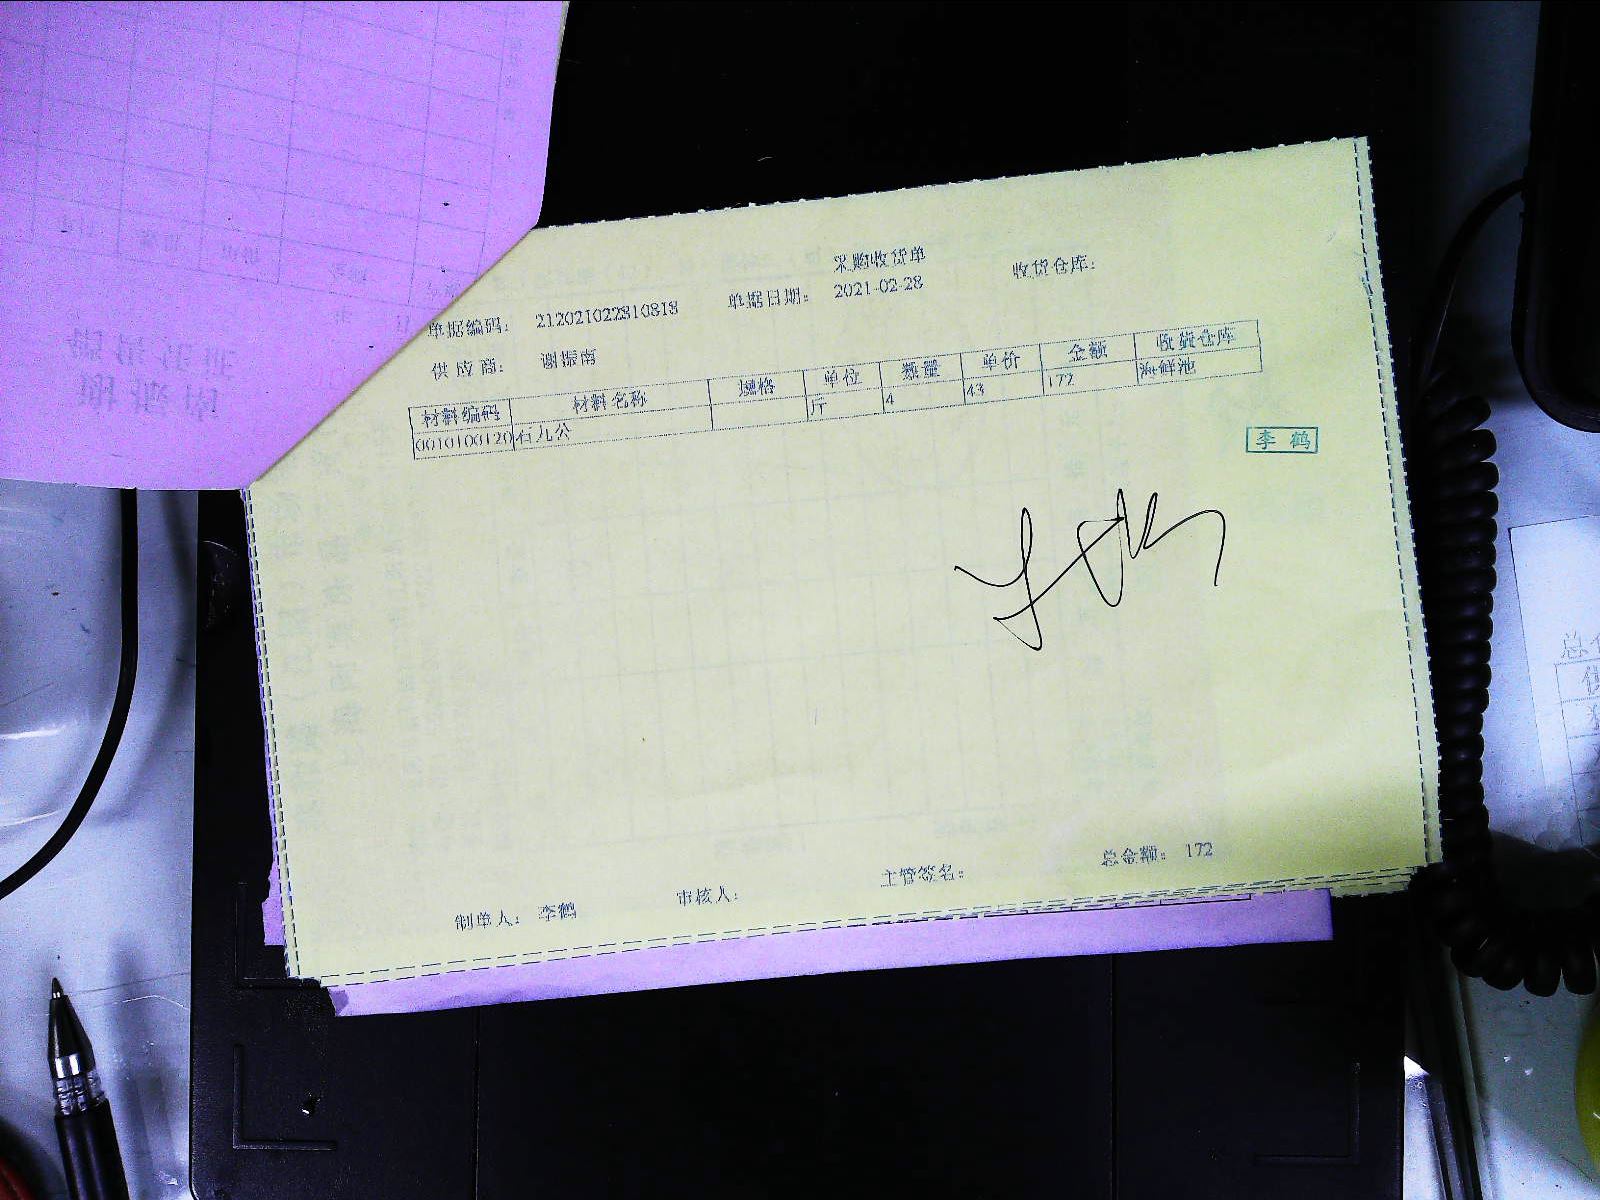 采购收货单
单据编码： 212021022810818 单据日期： 2021-02-28 收货仓库：
供应商： 谢振南
材料编码 材料名称 规格 单位 数量 单价 金额 收货仓库
0010100120 石九公 斤 4 43 172 海鲜池
李鹤
制单人： 李鹤 审核人： 主管签名： 总金额： 172